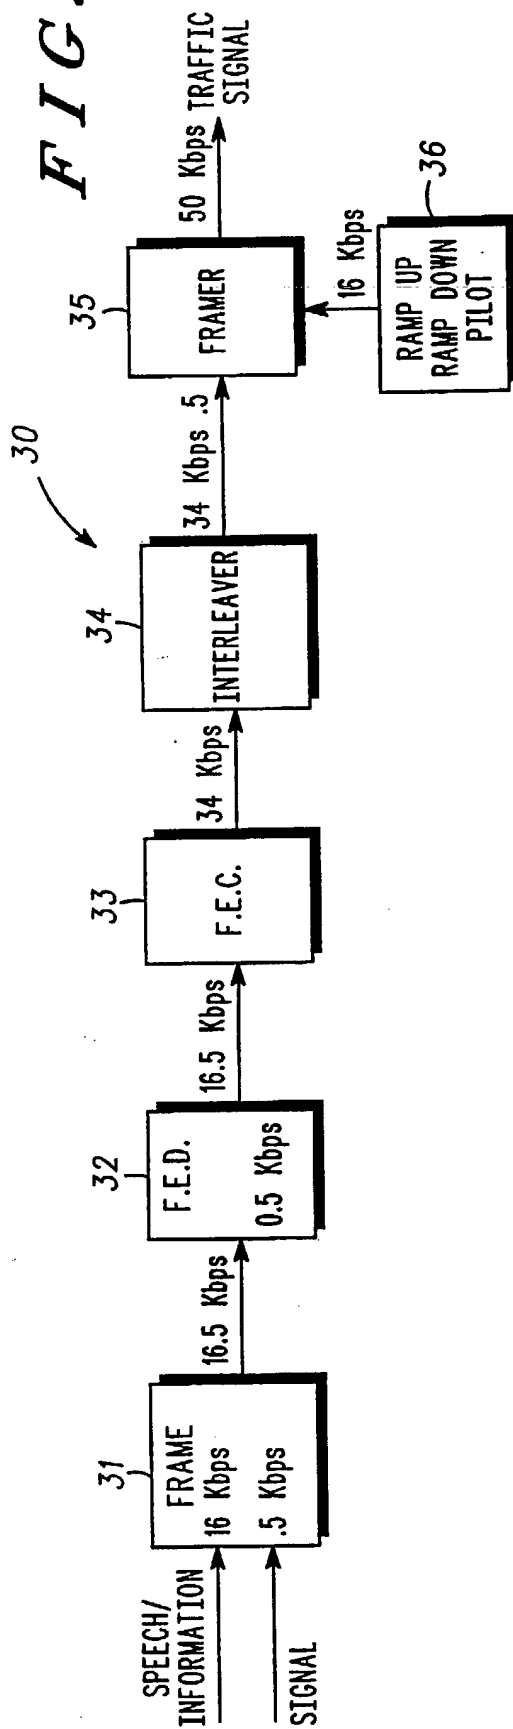 FIG.
30
SPEECH/
INFORMATION
SIGNAL
31
FRAME
16 Kbps
.5 Kbps
16.5 Kbps
32
F.E.D.
0.5 Kbps
16.5 Kbps
33
F.E.C.
34 Kbps
34
INTERLEAVER
34 Kbps .5
35
FRAMER
50 Kbps TRAFFIC
SIGNAL
16 Kbps
36
RAMP UP
RAMP DOWN
PILOT